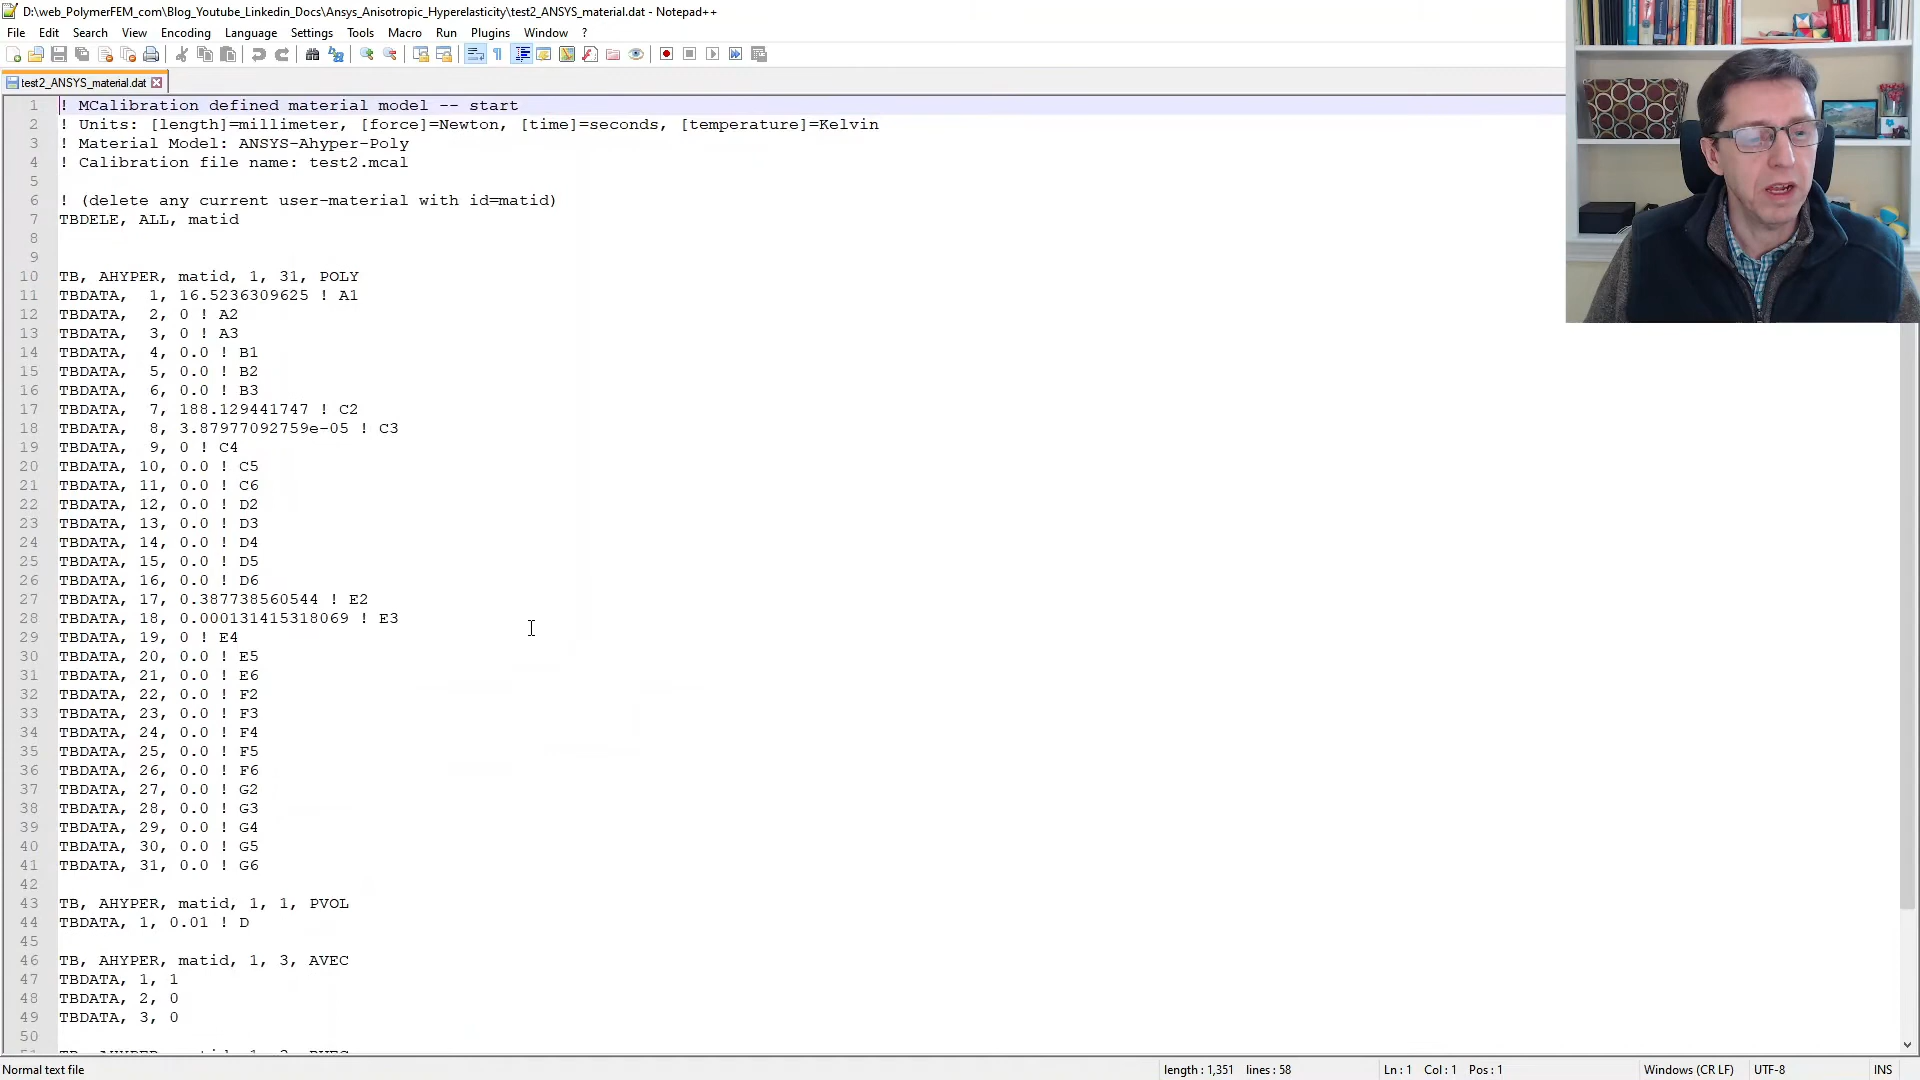 D:\web_PolymerFEM_com\Blog_Youtube_Linkedin_Docs\Ansys_Anisotropic_Hyperelasticity\test2_ANSYS_material.dat - Notepad++
File Edit Search View Encoding Language Settings Tools Macro Run Plugins Window ?
test2_ANSYS_material.dat
1 ! MCalibration defined material model -- start
2 ! Units: [length]=millimeter, [force]=Newton, [time]=seconds, [temperature]=Kelvin
3 ! Material Model: ANSYS-Ahyper-Poly
4 ! Calibration file name: test2.mcal
5
6 ! (delete any current user-material with id=matid)
7 TBDELE, ALL, matid
8
9
10 TB, AHYPER, matid, 1, 31, POLY
11 TBDATA, 1, 16.5236309625 ! A1
12 TBDATA, 2, 0 ! A2
13 TBDATA, 3, 0 ! A3
14 TBDATA, 4, 0.0 ! B1
15 TBDATA, 5, 0.0 ! B2
16 TBDATA, 6, 0.0 ! B3
17 TBDATA, 7, 188.129441747 ! C2
18 TBDATA, 8, 3.87977092759e-05 ! C3
19 TBDATA, 9, 0 ! C4
20 TBDATA, 10, 0.0 ! C5
21 TBDATA, 11, 0.0 ! C6
22 TBDATA, 12, 0.0 ! D2
23 TBDATA, 13, 0.0 ! D3
24 TBDATA, 14, 0.0 ! D4
25 TBDATA, 15, 0.0 ! D5
26 TBDATA, 16, 0.0 ! D6
27 TBDATA, 17, 0.387738560544 ! E2
28 TBDATA, 18, 0.000131415318069 ! E3
29 TBDATA, 19, 0 ! E4
30 TBDATA, 20, 0.0 ! E5
31 TBDATA, 21, 0.0 ! E6
32 TBDATA, 22, 0.0 ! F2
33 TBDATA, 23, 0.0 ! F3
34 TBDATA, 24, 0.0 ! F4
35 TBDATA, 25, 0.0 ! F5
36 TBDATA, 26, 0.0 ! F6
37 TBDATA, 27, 0.0 ! G2
38 TBDATA, 28, 0.0 ! G3
39 TBDATA, 29, 0.0 ! G4
40 TBDATA, 30, 0.0 ! G5
41 TBDATA, 31, 0.0 ! G6
42
43 TB, AHYPER, matid, 1, 1, PVOL
44 TBDATA, 1, 0.01 ! D
45
46 TB, AHYPER, matid, 1, 3, AVEC
47 TBDATA, 1, 1
48 TBDATA, 2, 0
49 TBDATA, 3, 0
50
Normal text file length : 1,351 lines : 58 Ln : 1 Col : 1 Pos : 1 Windows (CR LF) UTF-8 INS